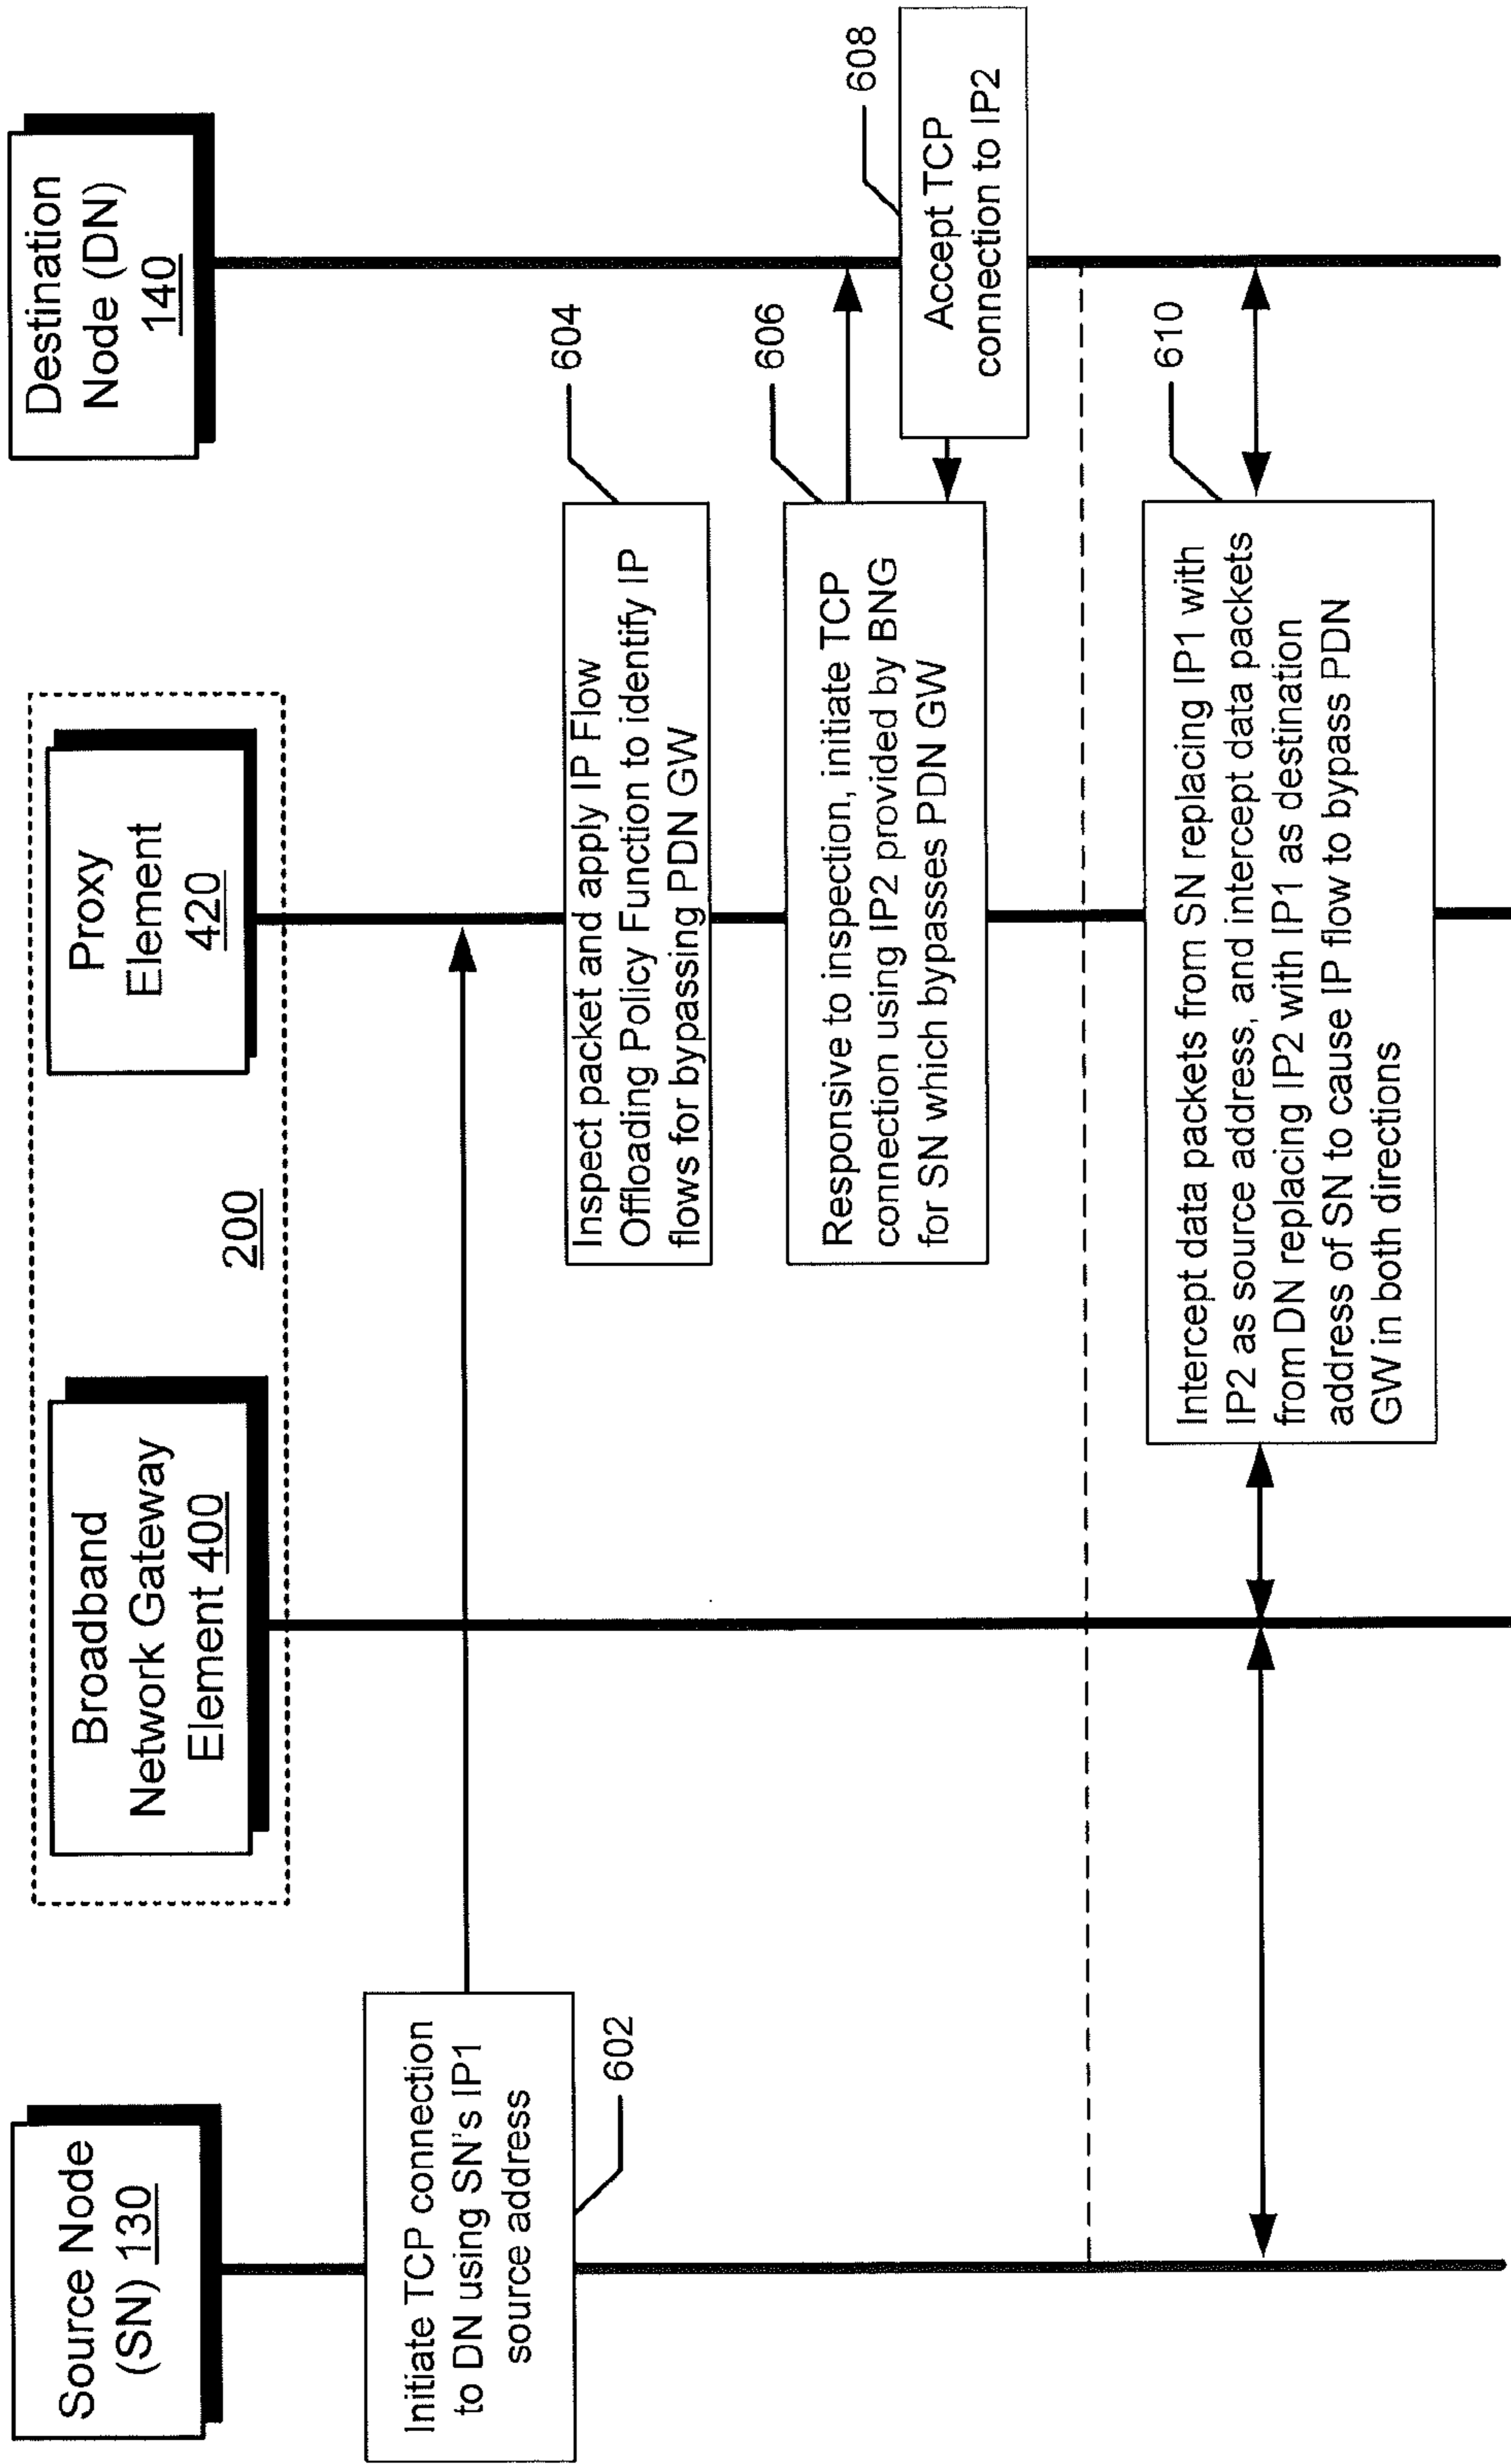 Source Node
(SN) 130
Broadband
Network Gateway
Element 400
200
Proxy
Element
420
Destination
Node (DN)
140
Initiate TCP connection
to DN using SN's IP1
source address
602
Inspect packet and apply IP Flow
Offloading Policy Function to identify IP
flows for bypassing PDN GW
604
Responsive to inspection, initiate TCP
connection using IP2 provided by BNG
for SN which bypasses PDN GW
606
Accept TCP
connection to IP2
608
Intercept data packets from SN replacing IP1 with
IP2 as source address, and intercept data packets
from DN replacing IP2 with IP1 as destination
address of SN to cause IP flow to bypass PDN
GW in both directions
610